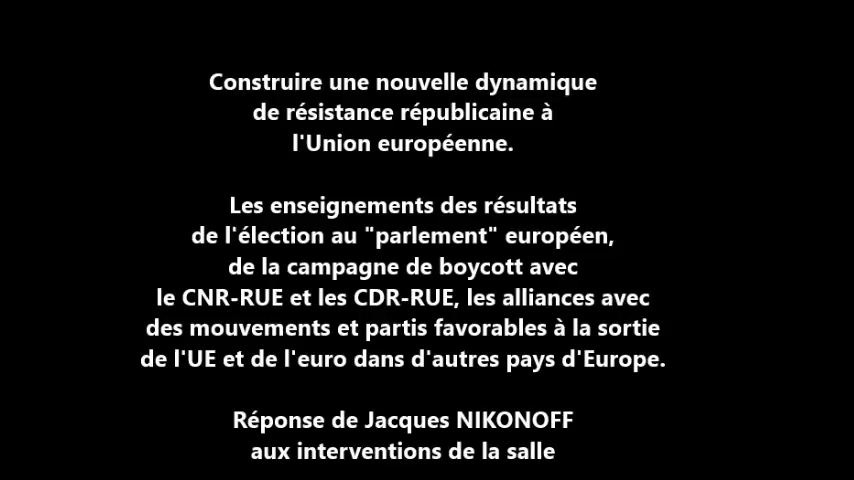 Construire une nouvelle dynamique
de résistance républicaine à
l'Union européenne.
Les enseignements des résultats
de l'élection au "parlement" européen,
de la campagne de boycott avec
le CNR-RUE et les CDR-RUE, les alliances avec
des mouvements et partis favorables à la sortie
de l'UE et de l'euro dans d'autres pays d'Europe.
Réponse de Jacques NIKONOFF
aux interventions de la salle